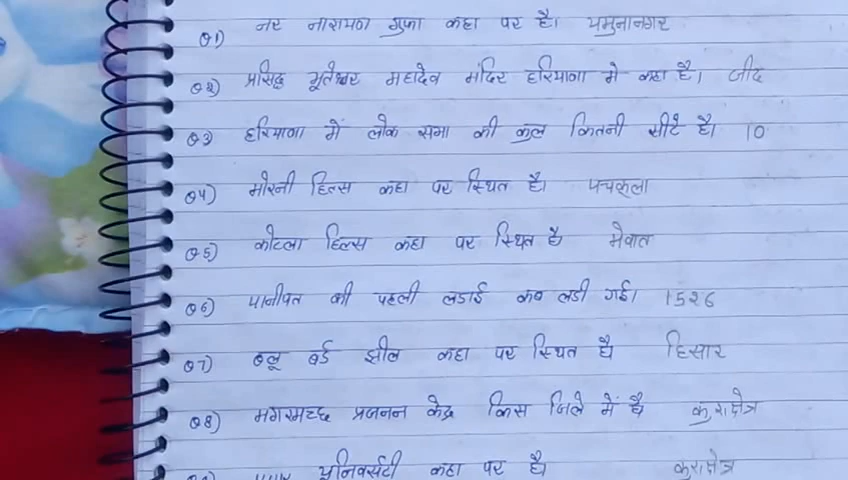 Q1) नर नारायण गुफा कहा पर है। यमुनानगर
Q2) प्रसिद्ध भूतेश्वर महादेव मंदिर हरियाणा मे कहा है। जीद
Q3 हरियाणा में लोक सभा की कुल कितनी सीटे है। 10
Q4) मोरनी हिल्स कहा पर स्थित है। पचकूला
Q5) कोटला हिल्स कहा पर स्थित है मेवात
Q6) पानीपत की पहली लडाई कब लडी गई। 1526
Q7) ब्लू बर्ड झील कहा पर स्थित है हिसार
Q8) मगरमच्छ प्रजनन केंद्र किस जिले में है कुरुक्षेत्र
यूनिवर्सटी कहा पर है। कुरुक्षेत्र